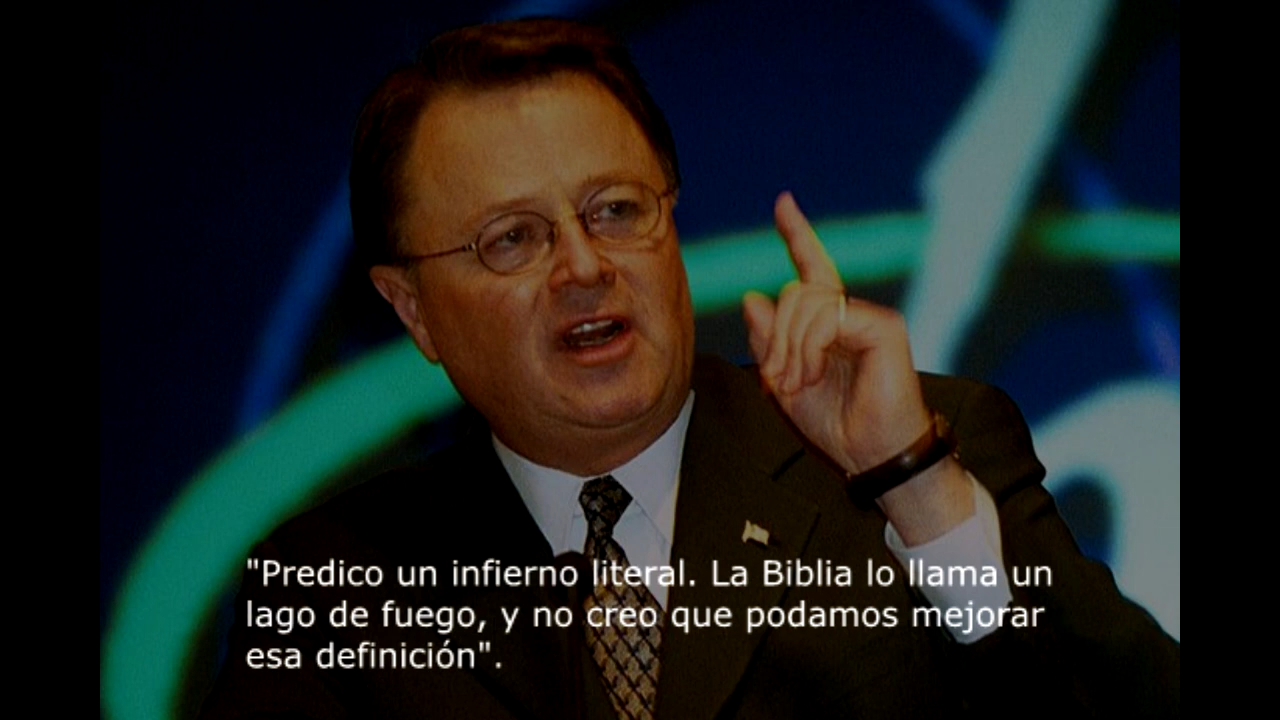 "Predico un infierno literal. La Biblia lo llama un
lago de fuego, y no creo que podamos mejorar
esa definición".